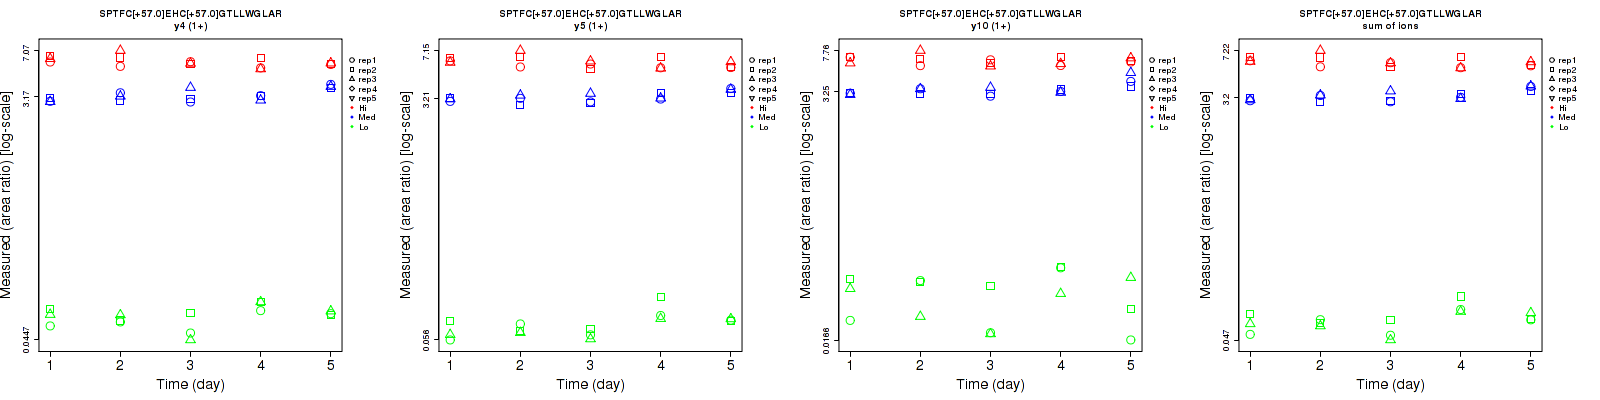 SPTFC[+57.0]EHC[+57.0]GTLLWGLAR
y4 (1+)
Measured (area ratio) [log-scale]
7.07
3.17
0.0447
1 2 3 4 5
Time (day)
rep1
rep2
rep3
rep4
rep5
Hi
Med
Lo
SPTFC[+57.0]EHC[+57.0]GTLLWGLAR
y5 (1+)
Measured (area ratio) [log-scale]
7.15
3.21
0.056
1 2 3 4 5
Time (day)
rep1
rep2
rep3
rep4
rep5
Hi
Med
Lo
SPTFC[+57.0]EHC[+57.0]GTLLWGLAR
y10 (1+)
Measured (area ratio) [log-scale]
7.76
3.25
0.0166
1 2 3 4 5
Time (day)
rep1
rep2
rep3
rep4
rep5
Hi
Med
Lo
SPTFC[+57.0]EHC[+57.0]GTLLWGLAR
sum of ions
Measured (area ratio) [log-scale]
7.22
3.2
0.047
1 2 3 4 5
Time (day)
rep1
rep2
rep3
rep4
rep5
Hi
Med
Lo